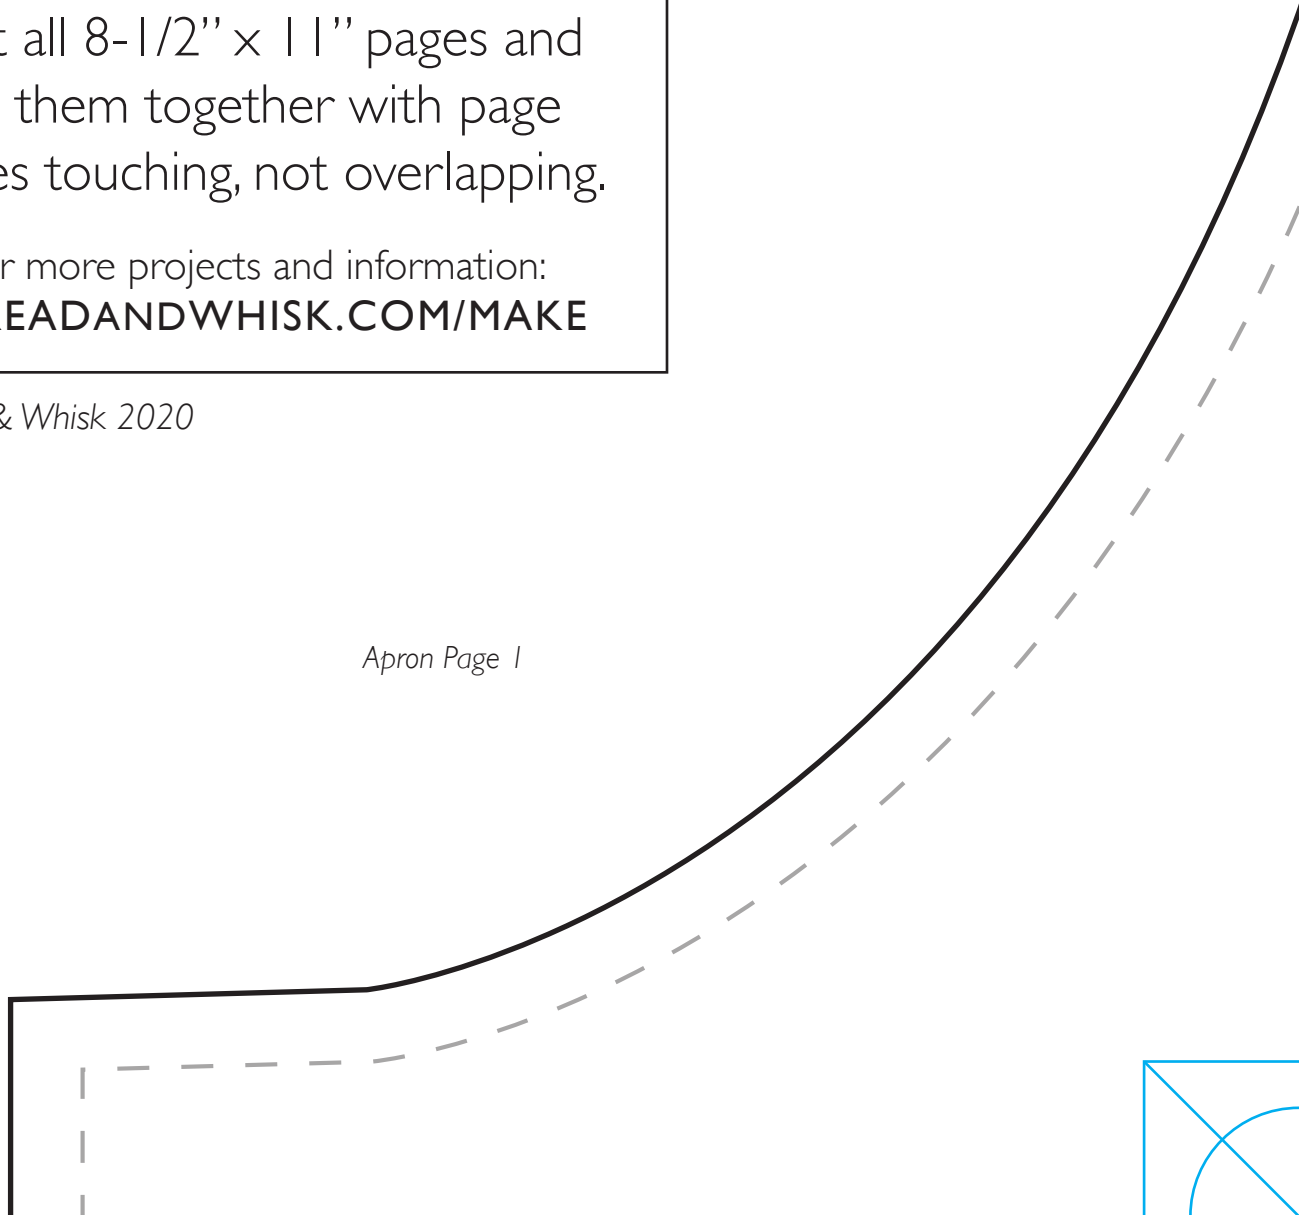 t all 8-1/2” x 11” pages and
them together with page
es touching, not overlapping.
r more projects and information:
EADANDWHISK.COM/MAKE
& Whisk 2020
Apron Page 1